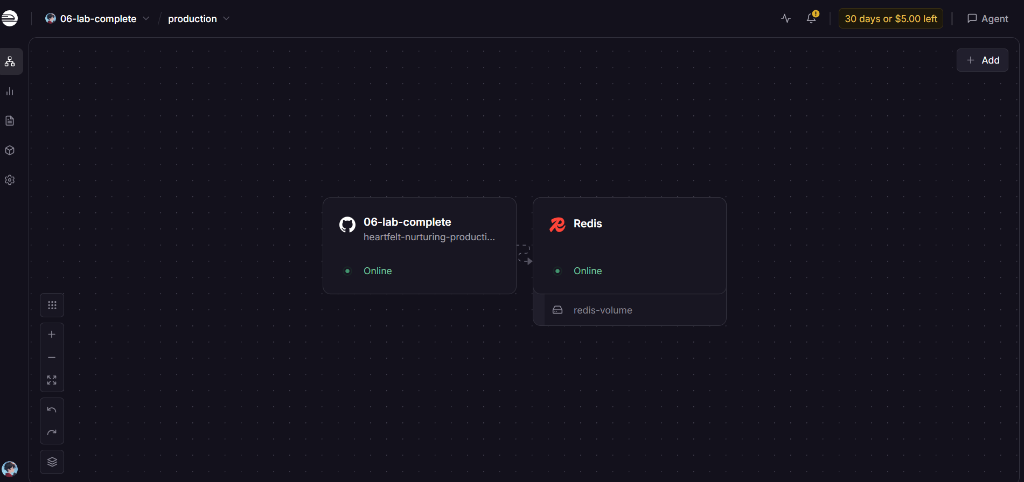 06-lab-complete / production
30 days or $5.00 left
Agent
Add
06-lab-complete
heartfelt-nurturing-producti...
Online
Redis
Online
redis-volume